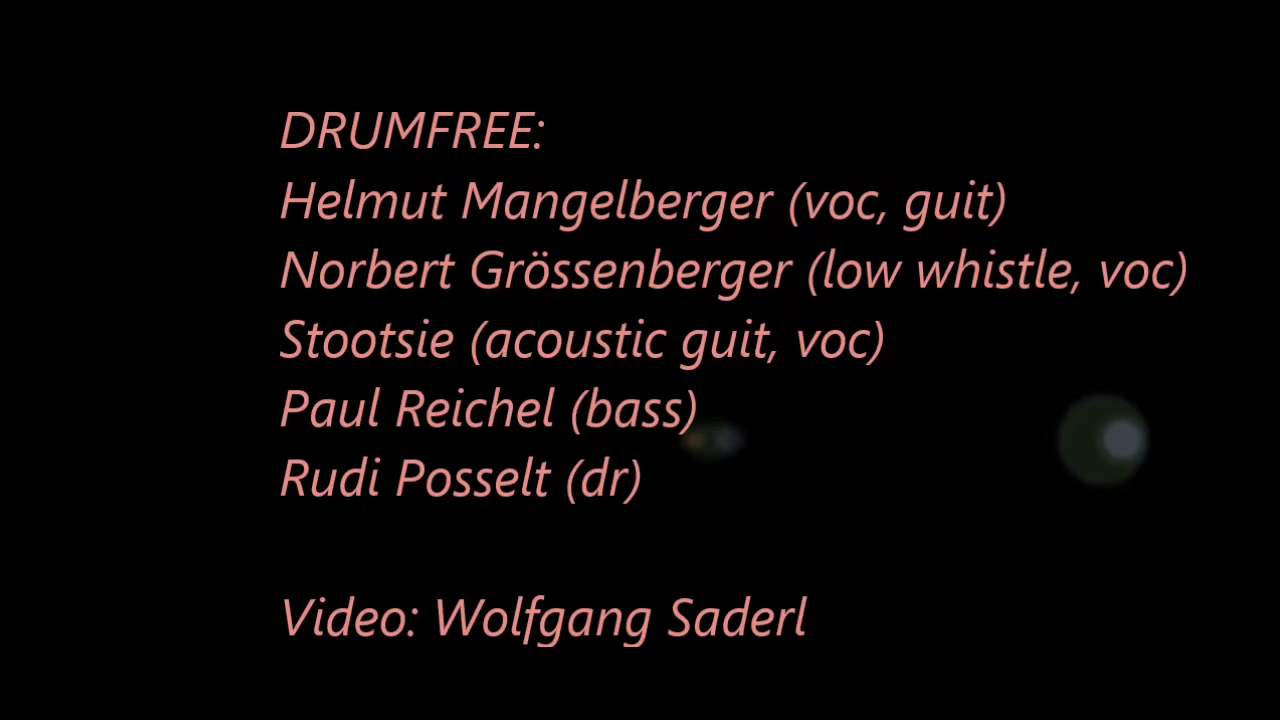 DRUMFREE:
Helmut Mangelberger (voc, guit)
Norbert Grössenberger (low whistle, voc)
Stootsie (acoustic guit, voc)
Paul Reichel (bass)
Rudi Posselt (dr)
Video: Wolfgang Saderl